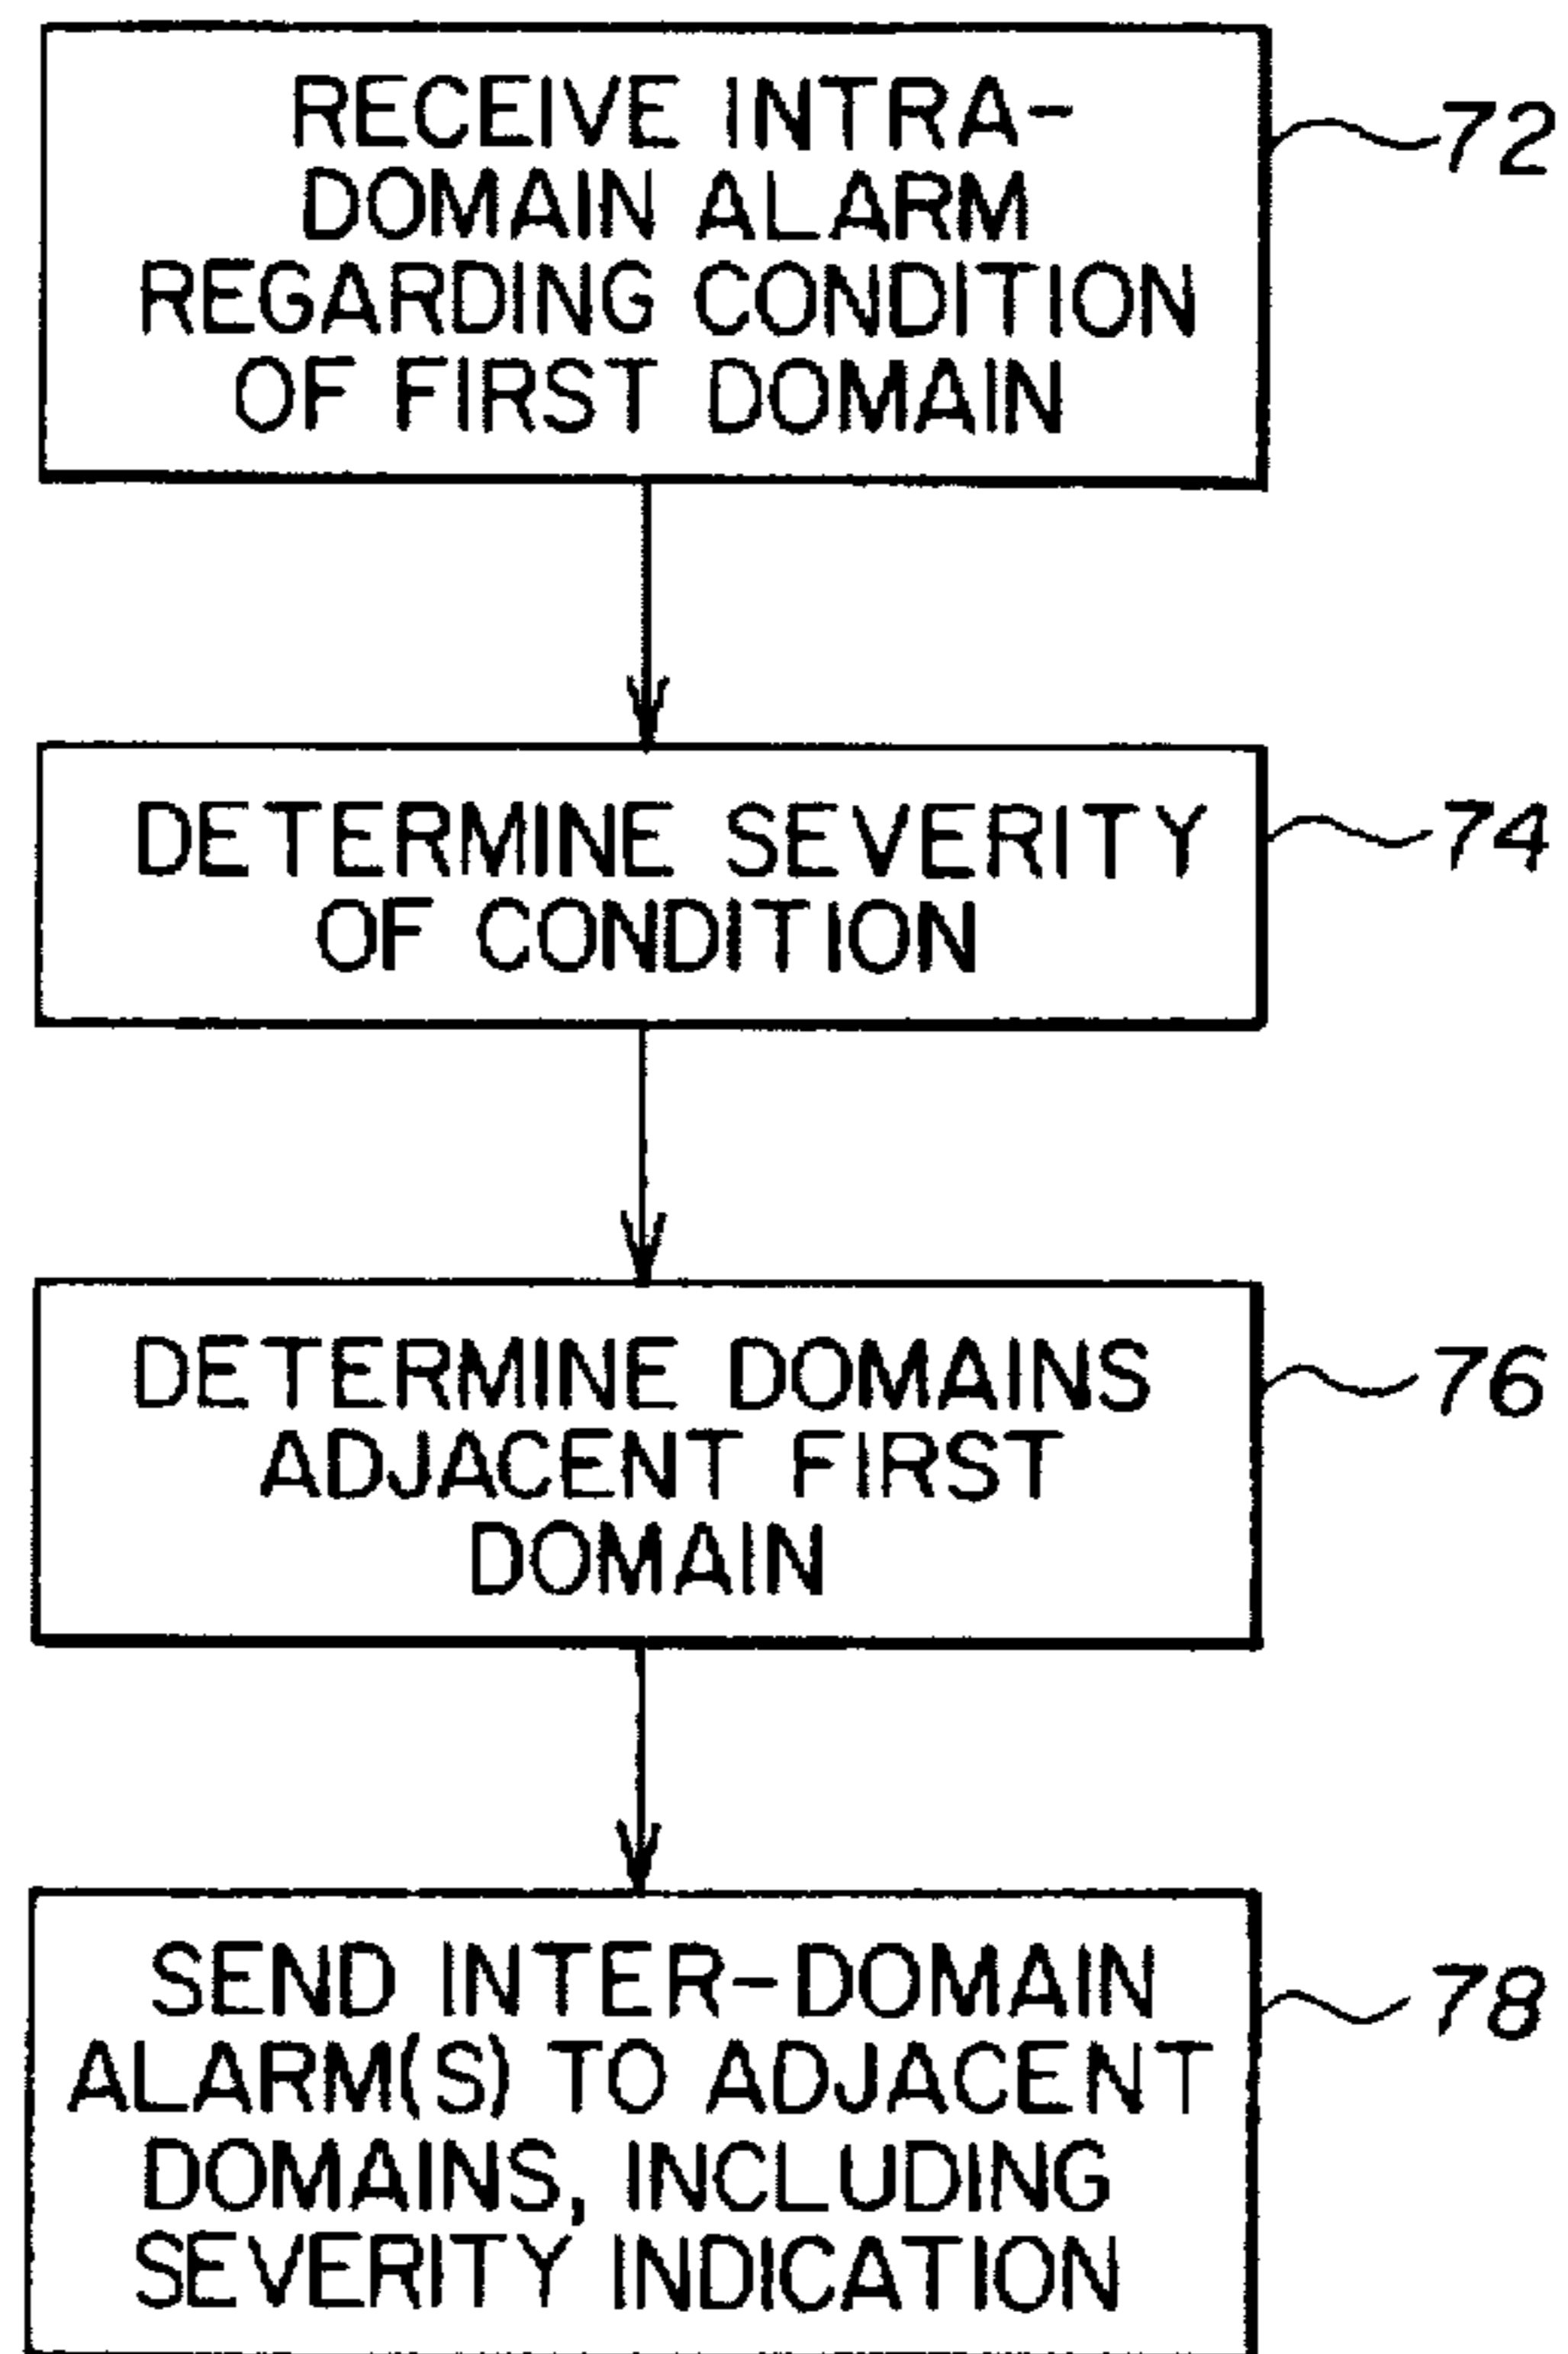 RECEIVE INTRA-
DOMAIN ALARM
REGARDING CONDITION
OF FIRST DOMAIN
72
DETERMINE SEVERITY
OF CONDITION
74
DETERMINE DOMAINS
ADJACENT FIRST
DOMAIN
76
SEND INTER-DOMAIN
ALARM(S) TO ADJACENT
DOMAINS, INCLUDING
SEVERITY INDICATION
78